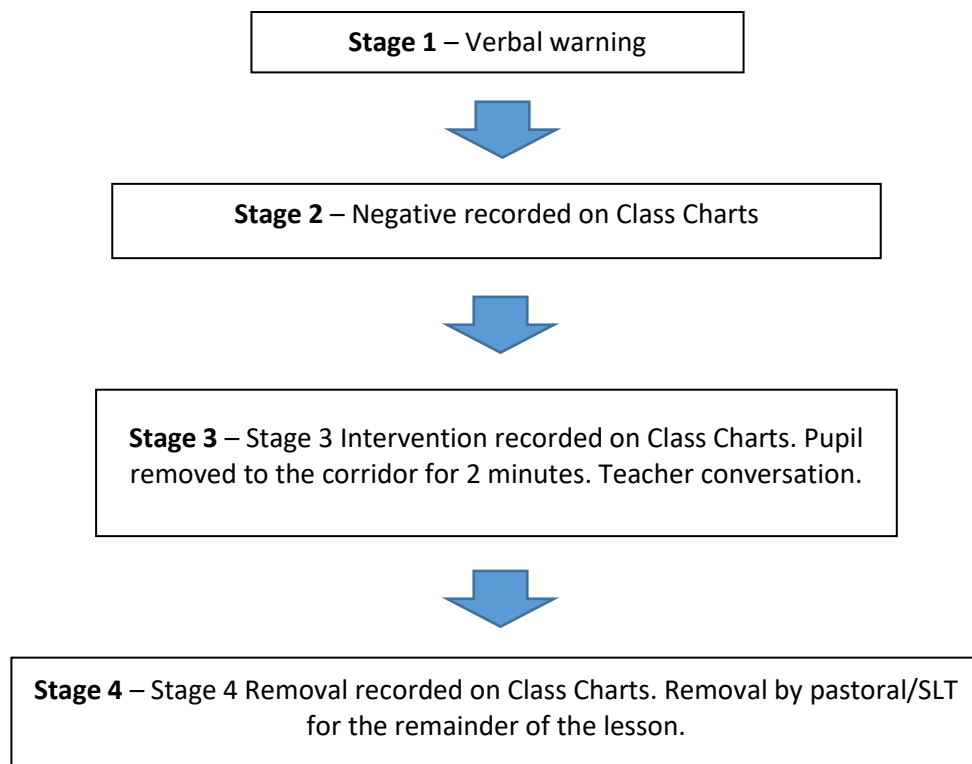 Stage 1 – Verbal warning
Stage 2 – Negative recorded on Class Charts
Stage 3 – Stage 3 Intervention recorded on Class Charts. Pupil
removed to the corridor for 2 minutes. Teacher conversation.
Stage 4 – Stage 4 Removal recorded on Class Charts. Removal by pastoral/SLT
for the remainder of the lesson.